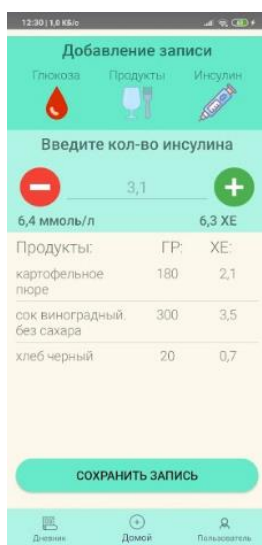 12:30 | 1,0 КБ/с
Добавление записи
Глюкоза Продукты Инсулин
Введите кол-во инсулина
3,1
6,4 ммоль/л 6,3 ХЕ
Продукты: ГР: ХЕ:
картофельное 180 2,1
пюре
сок виноградный. 300 3,5
без сахара
хлеб черный 20 0,7
СОХРАНИТЬ ЗАПИСЬ
Дневник Домой Пользователь